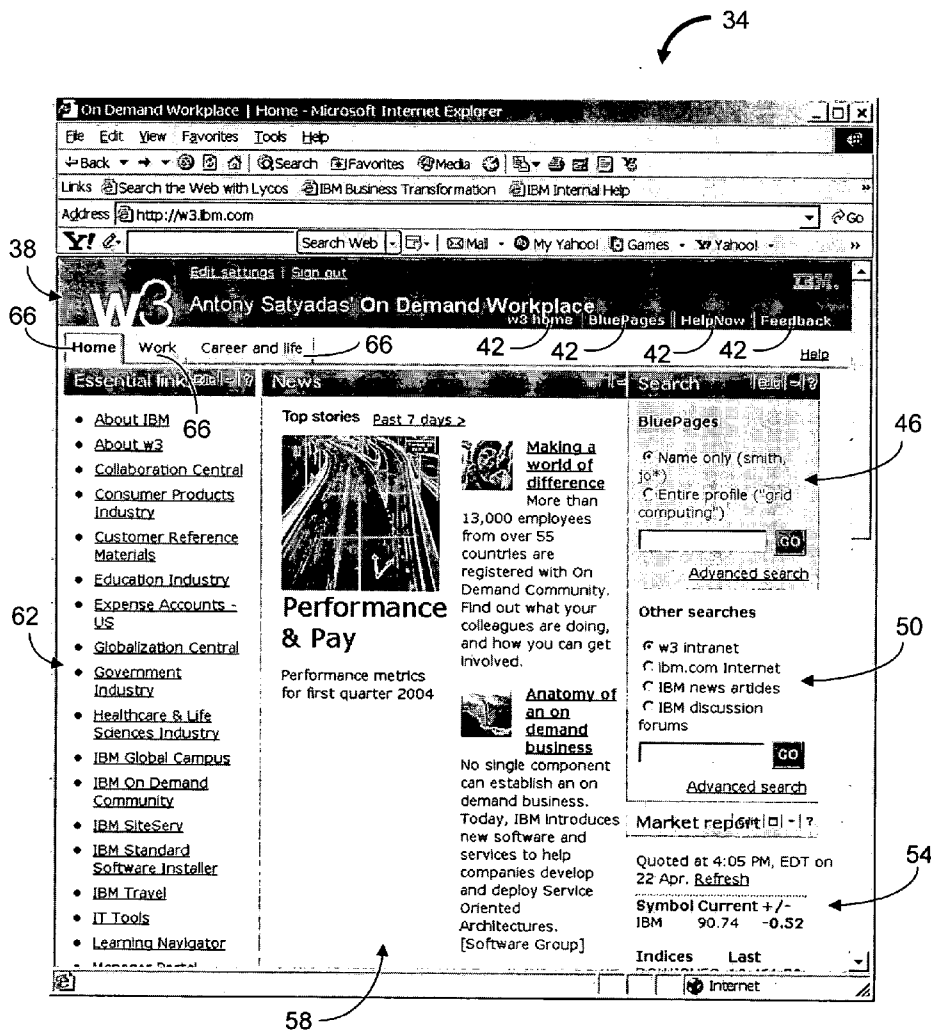 34
On Demand Workplace | Home - Microsoft Internet Explorer
File Edit View Favorites Tools Help
Back Search Favorites Media
Links Search the Web with Lycos IBM Business Transformation IBM Internal Help »
Address http://w3.ibm.com Go
Y! Search Web Mail My Yahoo! Games Yahoo! »
38
Edit settings | Sign out
IBM.
w3 Antony Satyadas' On Demand Workplace
w3 home | BluePages | HelpNow | Feedback
66
Home Work Career and life 66 42 42 42 42 Help
66
Essential links
About IBM
About w3
Collaboration Central
Consumer Products
Industry
Customer Reference
Materials
Education Industry
Expense Accounts -
US
62
Globalization Central
Government
Industry
Healthcare & Life
Sciences Industry
IBM Global Campus
IBM On Demand
Community
IBM SiteServ
IBM Standard
Software Installer
IBM Travel
IT Tools
Learning Navigator
Manager Portal
News
Top stories Past 7 days >
Performance
& Pay
Performance metrics
for first quarter 2004
Making a
world of
difference
More than
13,000 employees
from over 55
countries are
registered with On
Demand Community.
Find out what your
colleagues are doing,
and how you can get
involved.
Anatomy of
an on
demand
business
No single component
can establish an on
demand business.
Today, IBM introduces
new software and
services to help
companies develop
and deploy Service
Oriented
Architectures.
[Software Group]
58
Search
BluePages
46
Name only (smith,
jo*)
Entire profile ("grid
computing")
GO
Advanced search
Other searches
50
w3 intranet
ibm.com Internet
IBM news articles
IBM discussion
forums
GO
Advanced search
Market report Edit
Quoted at 4:05 PM, EDT on
22 Apr. Refresh
54
Symbol Current +/-
IBM 90.74 -0.52
Indices Last
Internet